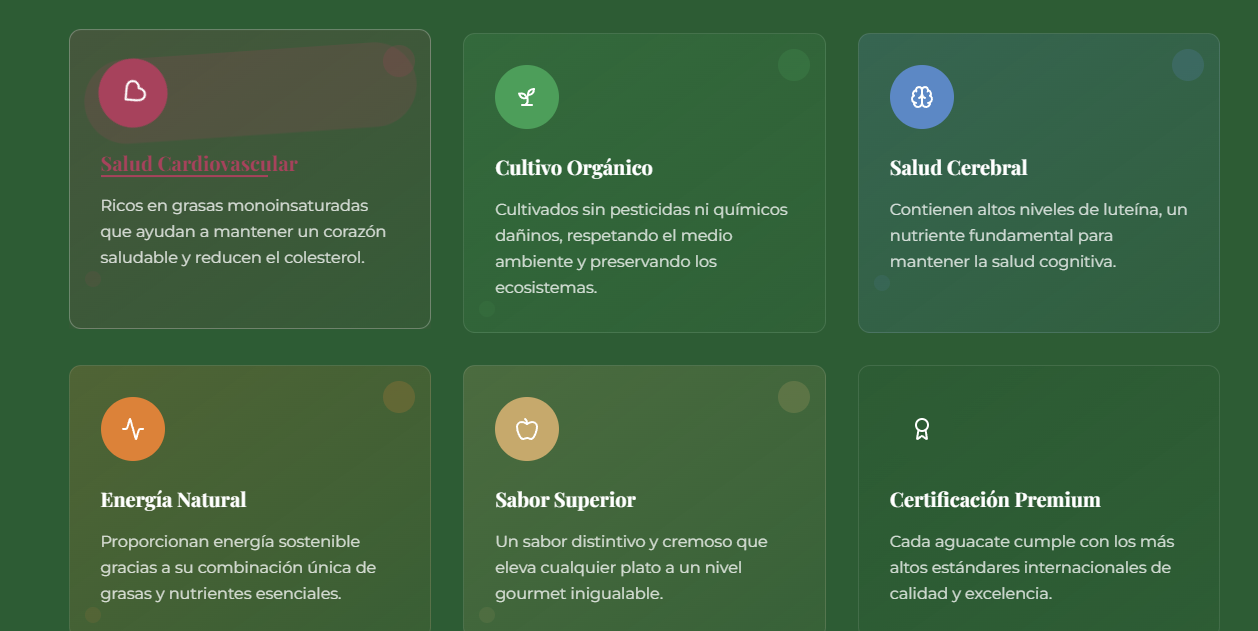 Salud Cardiovascular
Ricos en grasas monoinsaturadas
que ayudan a mantener un corazón
saludable y reducen el colesterol.
Cultivo Orgánico
Cultivados sin pesticidas ni químicos
dañinos, respetando el medio
ambiente y preservando los
ecosistemas.
Salud Cerebral
Contienen altos niveles de luteína, un
nutriente fundamental para
mantener la salud cognitiva.
Energía Natural
Proporcionan energía sostenible
gracias a su combinación única de
grasas y nutrientes esenciales.
Sabor Superior
Un sabor distintivo y cremoso que
eleva cualquier plato a un nivel
gourmet inigualable.
Certificación Premium
Cada aguacate cumple con los más
altos estándares internacionales de
calidad y excelencia.